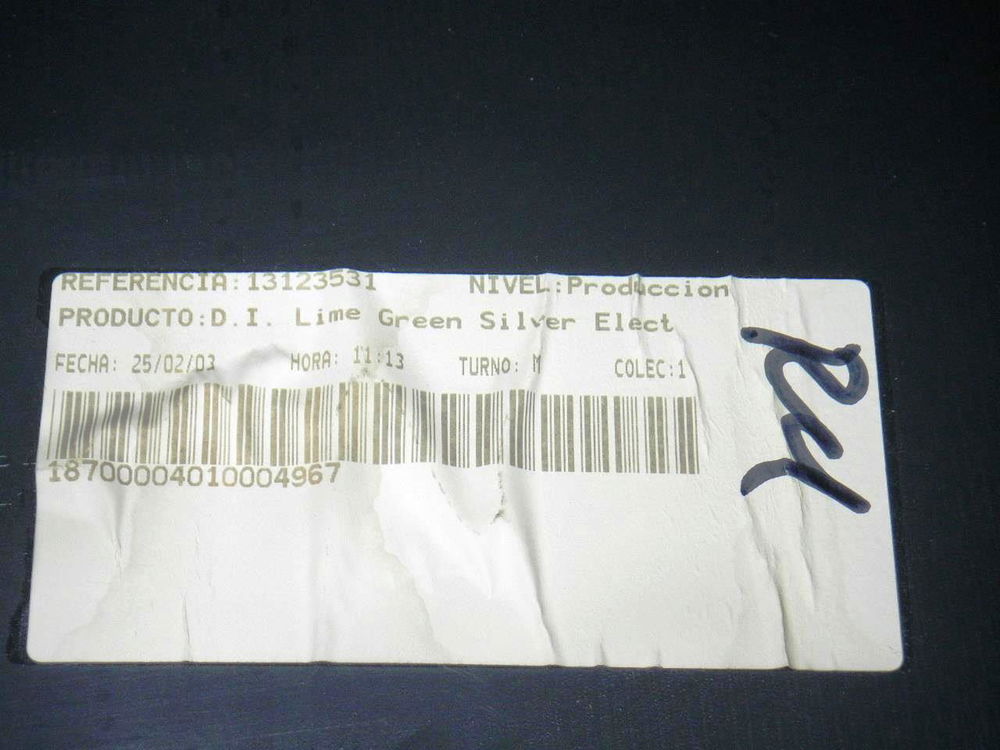 REFERENCIA:13123531 NIVEL:Produccion
PRODUCTO:D.I. Lime Green Silver Elect
FECHA: 25/02/03 HORA: 11:13 TURNO: M COLEC:1
18700004010004967